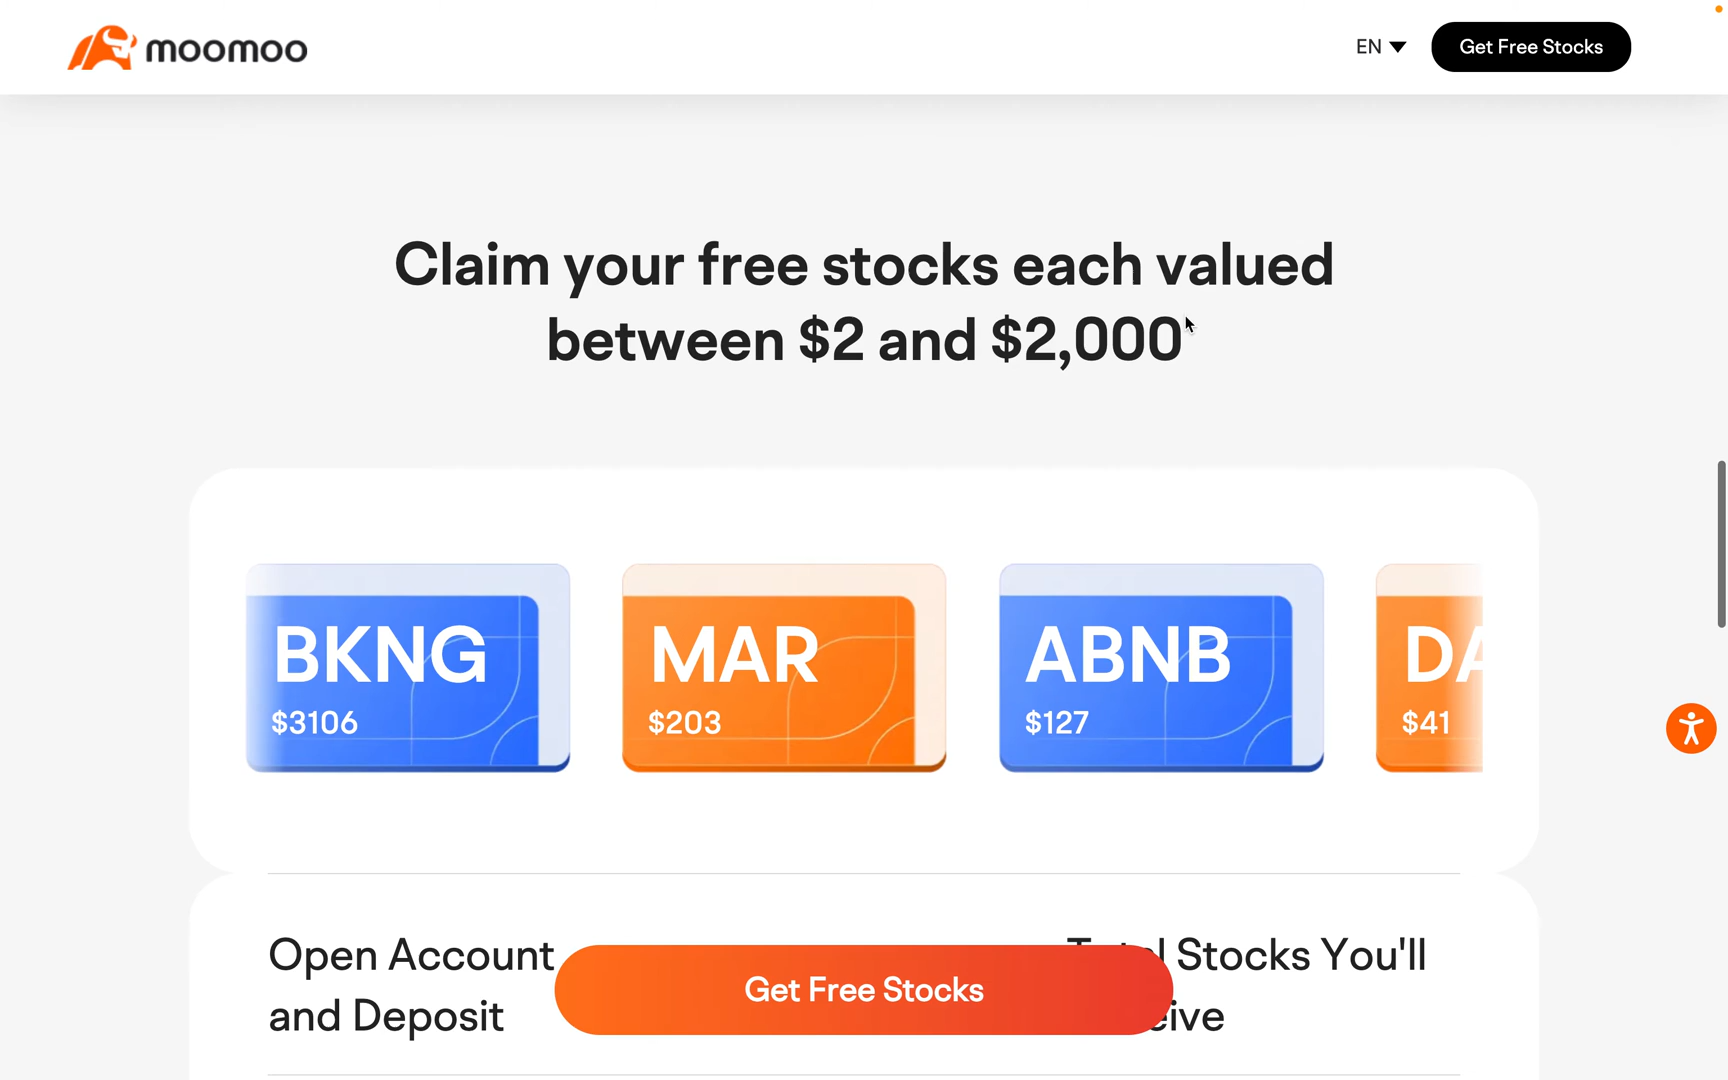 moomoo
EN
Get Free Stocks
Claim your free stocks each valued
between $2 and $2,000
BKNG
$3106
MAR
$203
ABNB
$127
$41
Open Account
and Deposit
Stocks You'll
Get Free Stocks